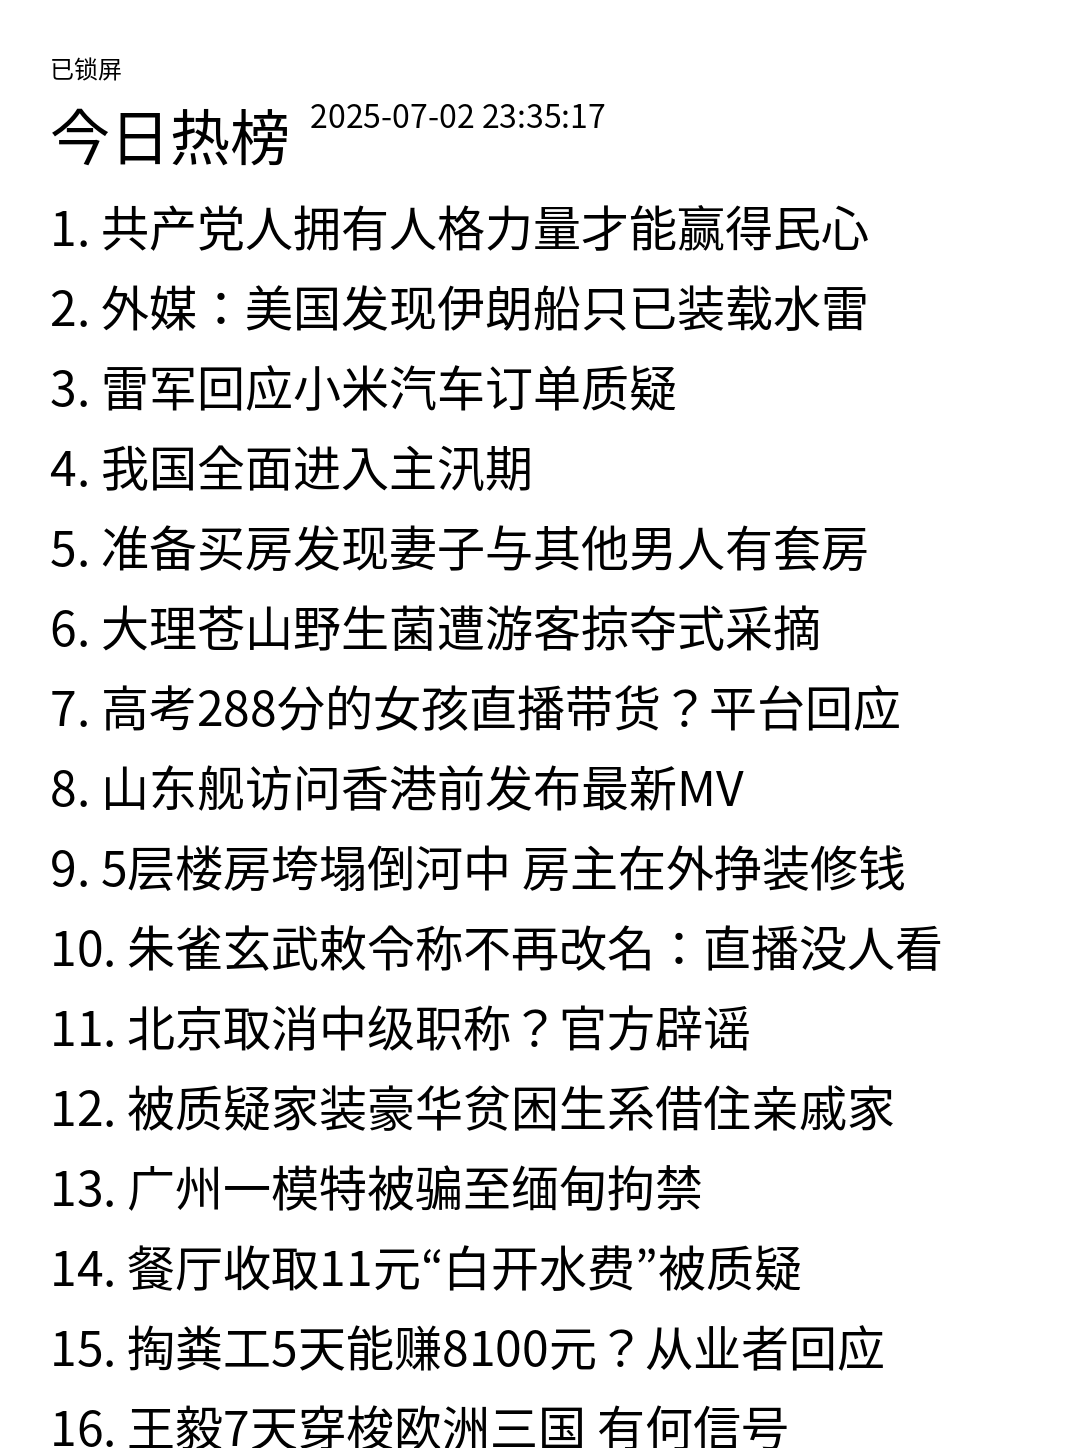 已锁屏
今日热榜 2025-07-02 23:35:17
1. 共产党人拥有人格力量才能赢得民心
2. 外媒：美国发现伊朗船只已装载水雷
3. 雷军回应小米汽车订单质疑
4. 我国全面进入主汛期
5. 准备买房发现妻子与其他男人有套房
6. 大理苍山野生菌遭游客掠夺式采摘
7. 高考288分的女孩直播带货？平台回应
8. 山东舰访问香港前发布最新MV
9. 5层楼房垮塌倒河中 房主在外挣装修钱
10. 朱雀玄武敕令称不再改名：直播没人看
11. 北京取消中级职称？官方辟谣
12. 被质疑家装豪华贫困生系借住亲戚家
13. 广州一模特被骗至缅甸拘禁
14. 餐厅收取11元“白开水费”被质疑
15. 掏粪工5天能赚8100元？从业者回应
16. 王毅7天穿梭欧洲三国 有何信号